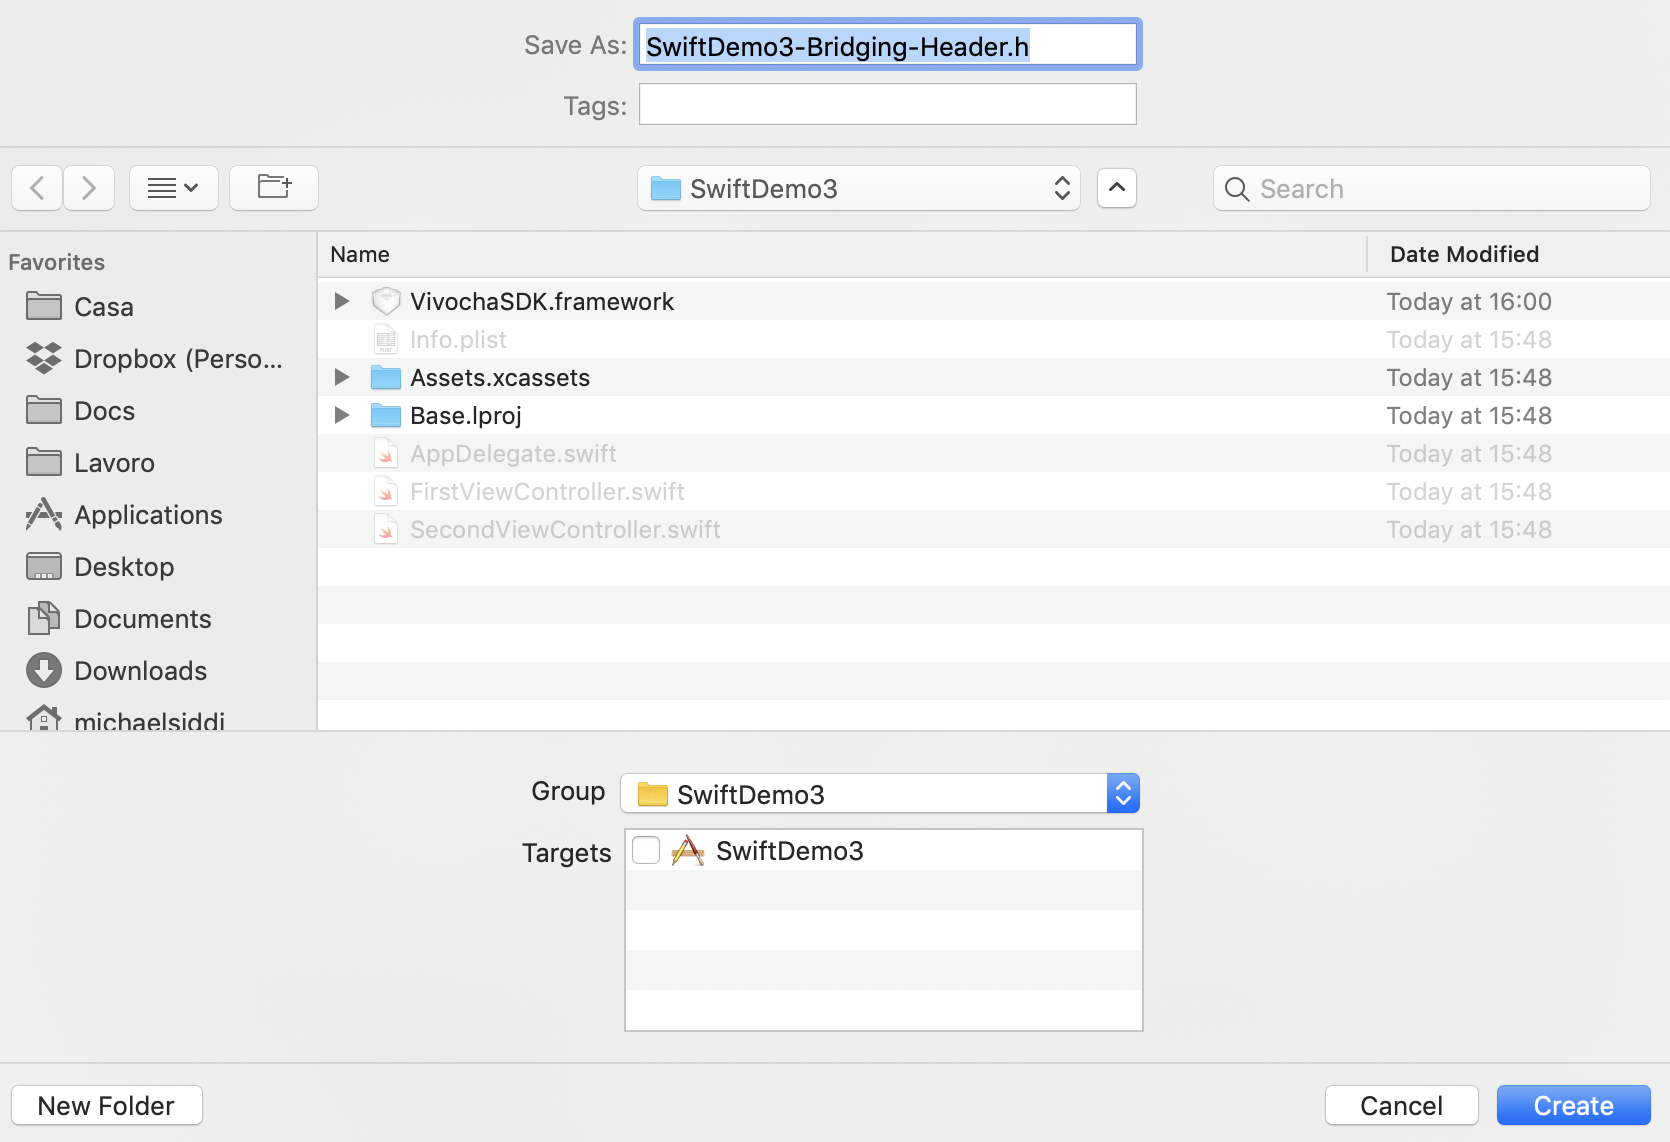 Save As: SwiftDemo3-Bridging-Header.h
Tags:
SwiftDemo3
Search
Favorites
Casa
Dropbox (Perso...
Docs
Lavoro
Applications
Desktop
Documents
Downloads
michaelsiddi
Name Date Modified
VivochaSDK.framework Today at 16:00
Info.plist Today at 15:48
Assets.xcassets Today at 15:48
Base.lproj Today at 15:48
AppDelegate.swift Today at 15:48
FirstViewController.swift Today at 15:48
SecondViewController.swift Today at 15:48
Group SwiftDemo3
Targets SwiftDemo3
New Folder Cancel Create